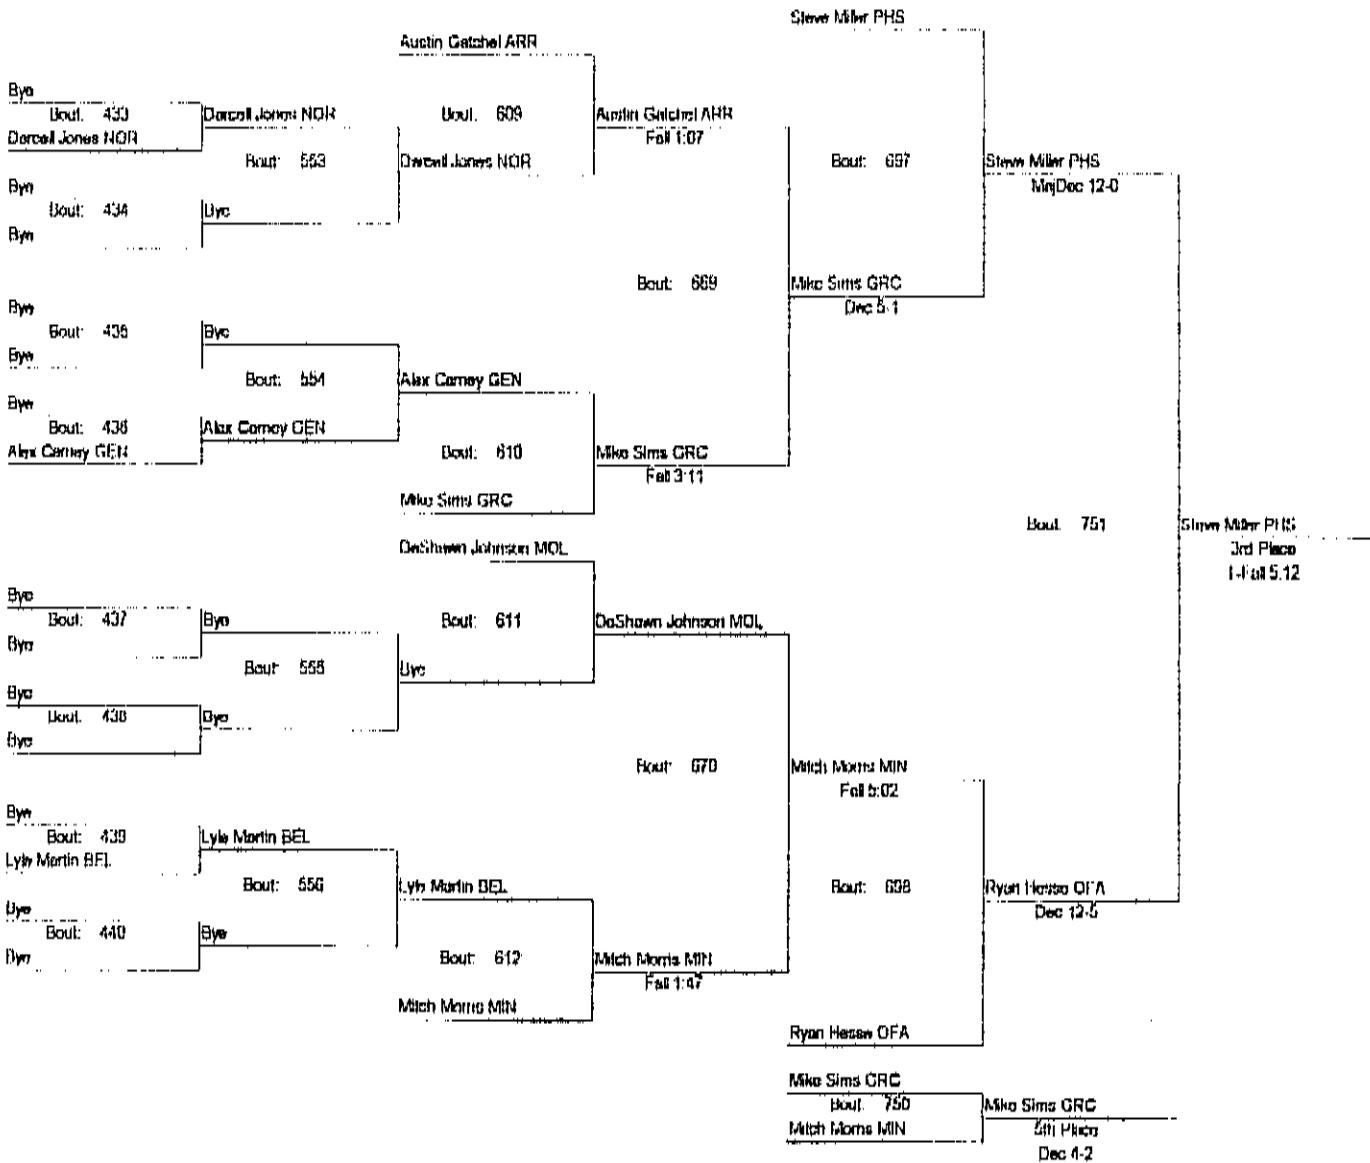 Steve Miller PHS
Austin Gatchel ARR
Bye
Bout: 433
Darcell Jones NOR
Bout: 609
Austin Gatchel ARR
Darcell Jones NOR
Fall 1:07
Bout: 553
Darcell Jones NOR
Bout: 697
Steve Miller PHS
Bye
MajDec 12-0
Bout: 434
Bye
Bye
Bout: 669
Mike Sims GRC
Dec 5-1
Bye
Bout: 435
Bye
Bye
Bout: 554
Alex Carney GEN
Bye
Bout: 436
Alex Carney GEN
Alex Carney GEN
Bout: 610
Mike Sims GRC
Fall 3:11
Mike Sims GRC
Bout: 751
Steve Miller PHS
3rd Place
Fall 5:12
DeShawn Johnson MOL
Bye
Bout: 437
Bye
Bout: 611
DeShawn Johnson MOL
Bye
Bout: 555
Bye
Bye
Bout: 438
Bye
Bye
Bout: 670
Mitch Morris MIN
Fall 5:02
Bye
Bout: 439
Lyle Martin BEL
Lyle Martin BEL
Bout: 556
Lyle Martin BEL
Bout: 698
Ryan Hesse OFA
Dec 12-5
Bye
Bout: 440
Bye
Bye
Bout: 612
Mitch Morris MIN
Fall 1:47
Mitch Morris MIN
Ryan Hesse OFA
Mike Sims GRC
Bout: 750
Mike Sims GRC
Mitch Morris MIN
5th Place
Dec 4-2